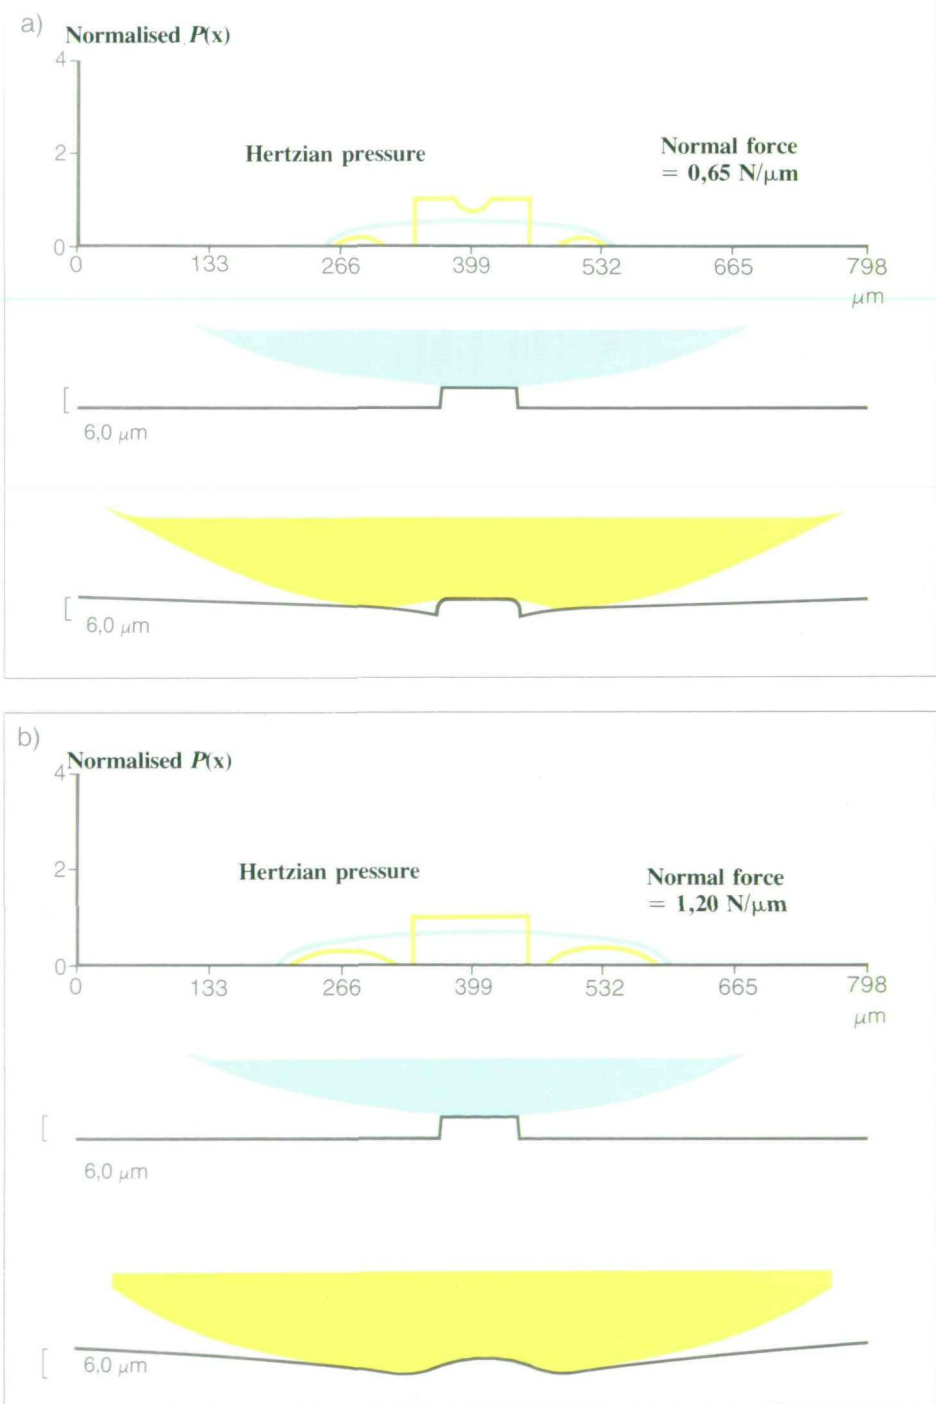 a)
Normalised P(x)
4
2
Hertzian pressure
Normal force
= 0,65 N/μm
0
0 133 266 399 532 665 798
μm
6,0 μm
6,0 μm
b)
Normalised P(x)
4
2
Hertzian pressure
Normal force
= 1,20 N/μm
0
0 133 266 399 532 665 798
μm
6,0 μm
6,0 μm